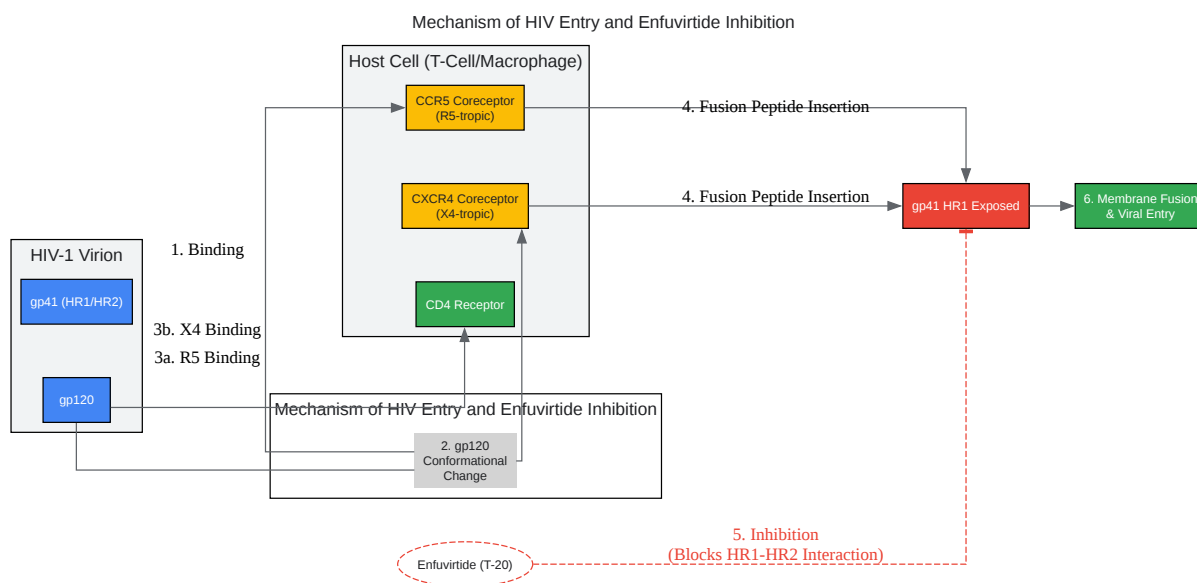 Mechanism of HIV Entry and Enfuvirtide Inhibition
Host Cell (T-Cell/Macrophage)
CCR5 Coreceptor
(R5-tropic)
4. Fusion Peptide Insertion
CXCR4 Coreceptor
(X4-tropic)
4. Fusion Peptide Insertion
gp41 HR1 Exposed
6. Membrane Fusion
& Viral Entry
HIV-1 Virion
1. Binding
gp41 (HR1/HR2)
CD4 Receptor
3b. X4 Binding
3a. R5 Binding
gp120
Mechanism of HIV Entry and Enfuvirtide Inhibition
2. gp120
Conformational
Change
5. Inhibition
(Blocks HR1-HR2 Interaction)
Enfuvirtide (T-20)